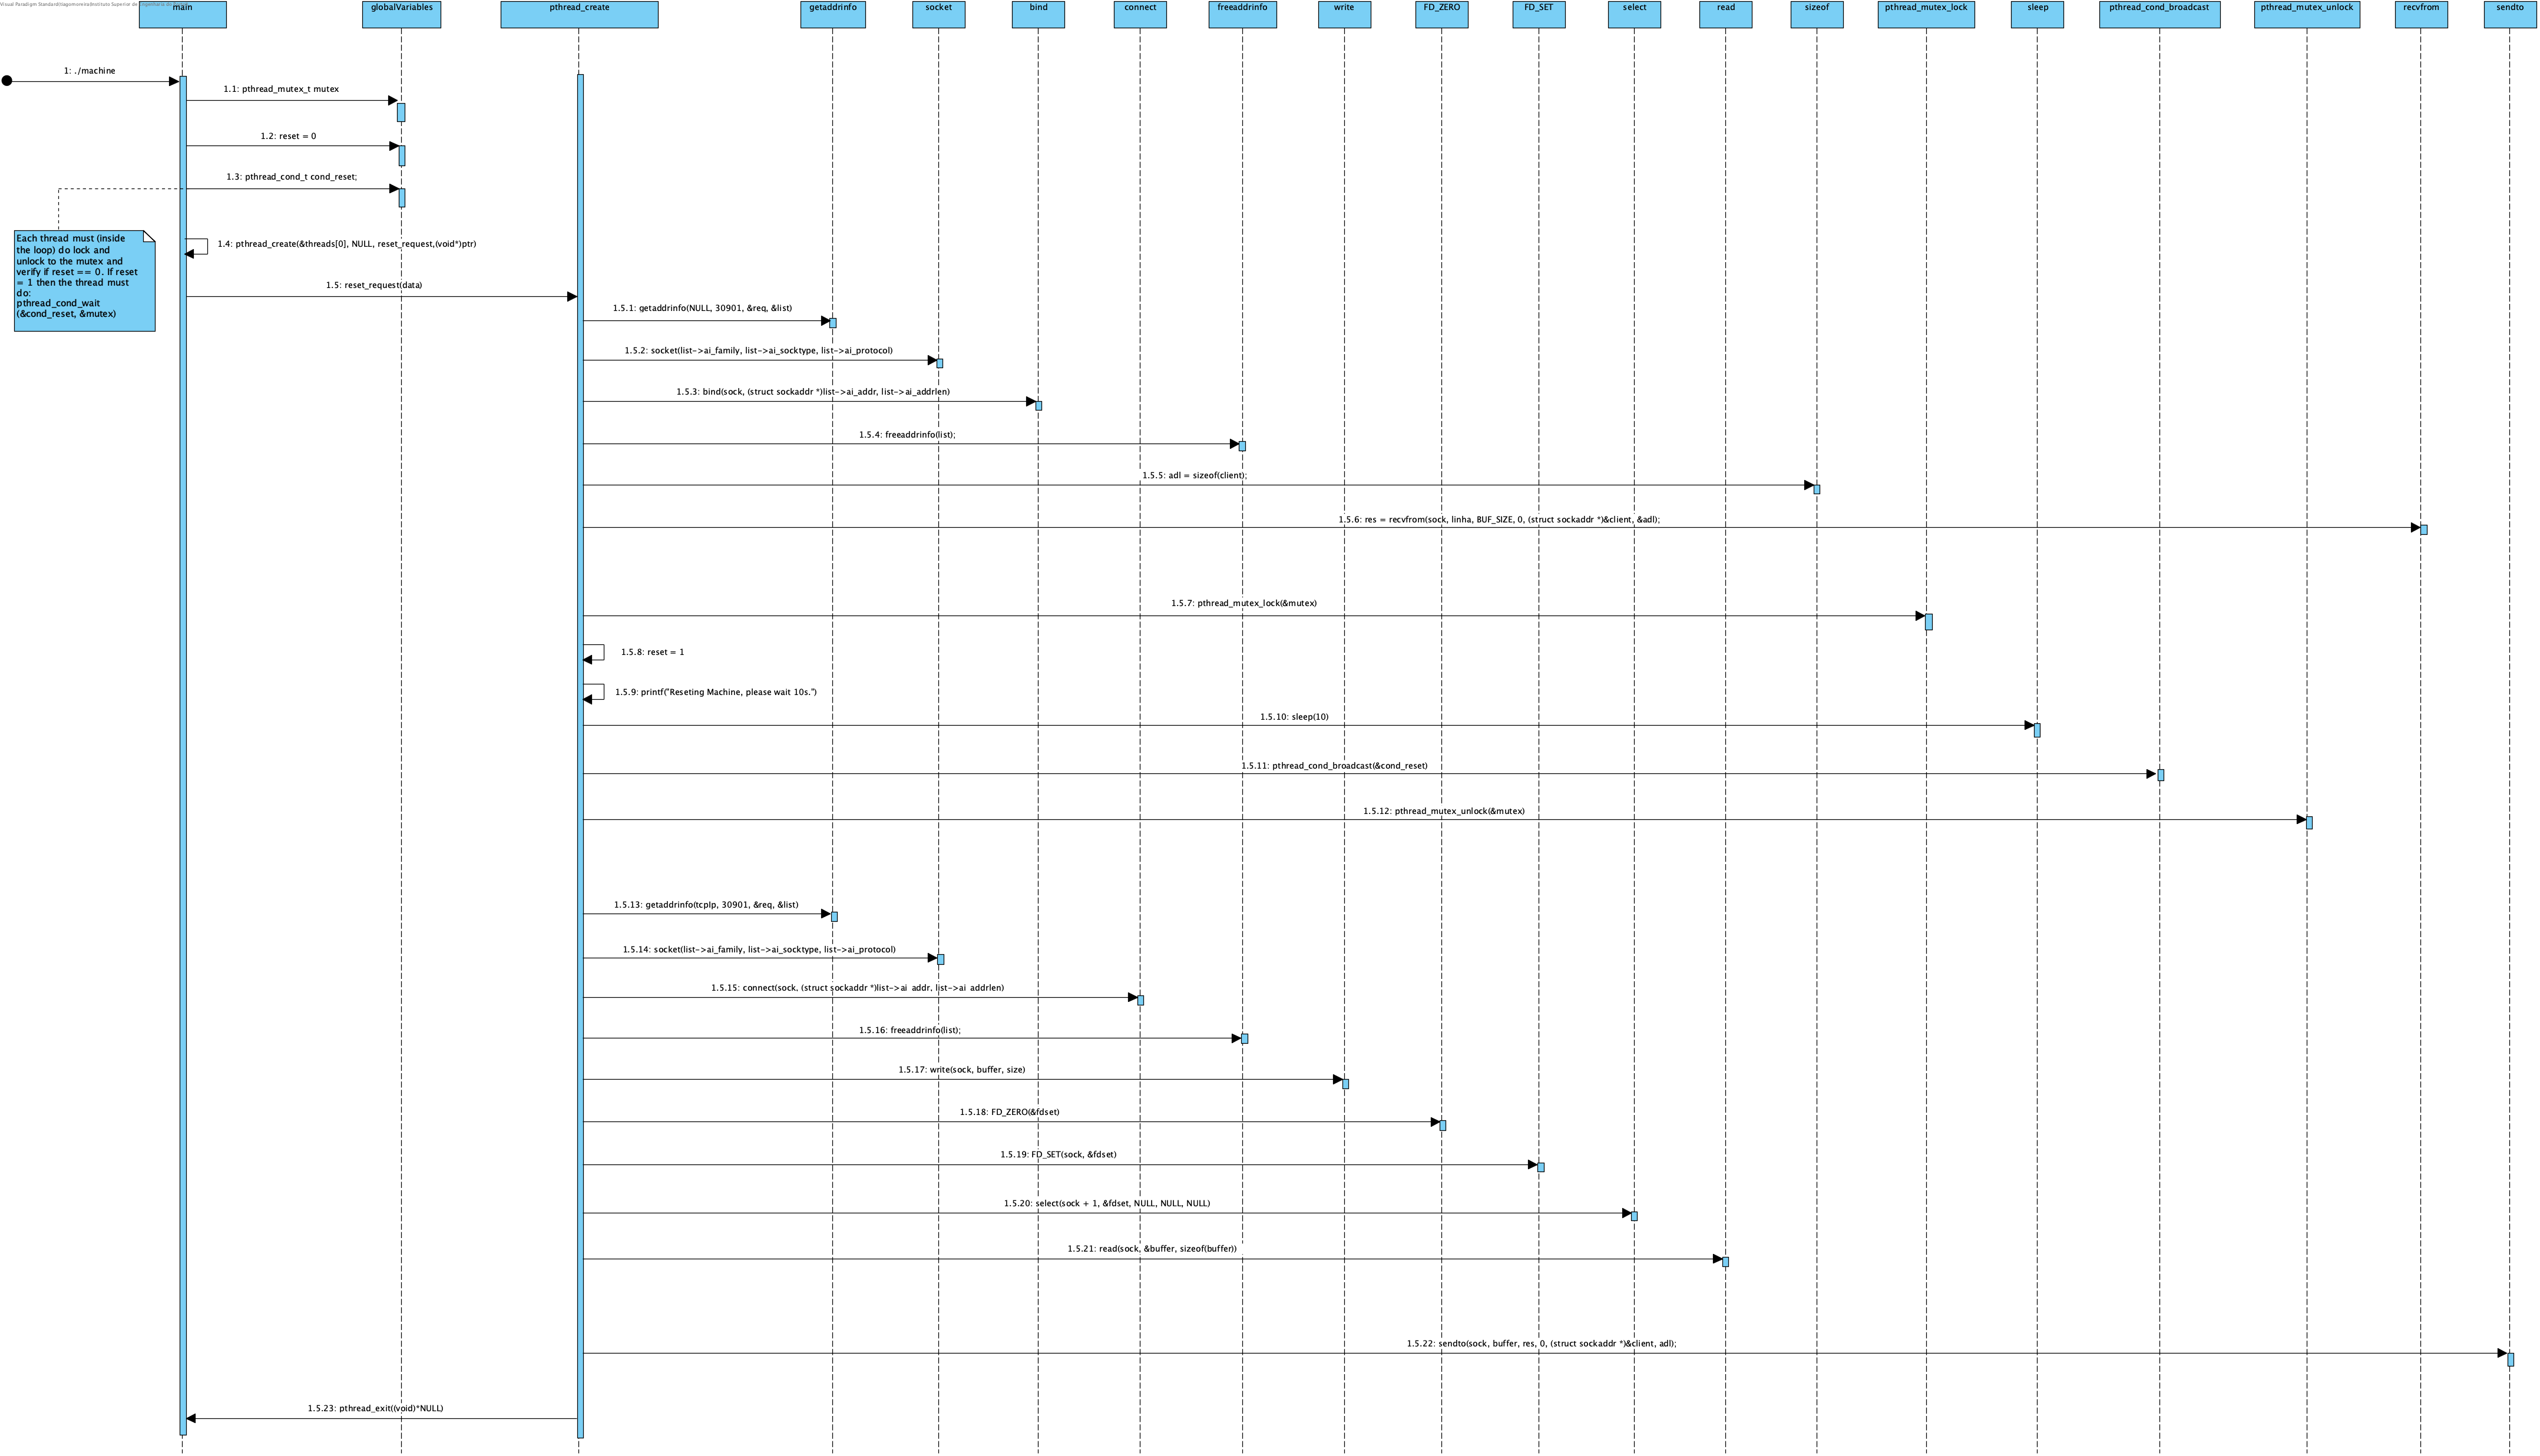 Visual Paradigm Standard(tiagomoreira(Instituto Superior de Engenharia do Porto))
main
globalVariables
pthread_create
getaddrinfo
socket
bind
connect
freeaddrinfo
write
FD_ZERO
FD_SET
select
read
sizeof
pthread_mutex_lock
sleep
pthread_cond_broadcast
pthread_mutex_unlock
recvfrom
sendto
1: ./machine
1.1: pthread_mutex_t mutex
1.2: reset = 0
1.3: pthread_cond_t cond_reset;
Each thread must (inside
the loop) do lock and
unlock to the mutex and
verify if reset == 0. If reset
= 1 then the thread must
do:
pthread_cond_wait
(&cond_reset, &mutex)
1.4: pthread_create(&threads[0], NULL, reset_request,(void*)ptr)
1.5: reset_request(data)
1.5.1: getaddrinfo(NULL, 30901, &req, &list)
1.5.2: socket(list->ai_family, list->ai_socktype, list->ai_protocol)
1.5.3: bind(sock, (struct sockaddr *)list->ai_addr, list->ai_addrlen)
1.5.4: freeaddrinfo(list);
1.5.5: adl = sizeof(client);
1.5.6: res = recvfrom(sock, linha, BUF_SIZE, 0, (struct sockaddr *)&client, &adl);
1.5.7: pthread_mutex_lock(&mutex)
1.5.8: reset = 1
1.5.9: printf("Reseting Machine, please wait 10s.")
1.5.10: sleep(10)
1.5.11: pthread_cond_broadcast(&cond_reset)
1.5.12: pthread_mutex_unlock(&mutex)
1.5.13: getaddrinfo(tcpIp, 30901, &req, &list)
1.5.14: socket(list->ai_family, list->ai_socktype, list->ai_protocol)
1.5.15: connect(sock, (struct sockaddr *)list->ai_addr, list->ai_addrlen)
1.5.16: freeaddrinfo(list);
1.5.17: write(sock, buffer, size)
1.5.18: FD_ZERO(&fdset)
1.5.19: FD_SET(sock, &fdset)
1.5.20: select(sock + 1, &fdset, NULL, NULL, NULL)
1.5.21: read(sock, &buffer, sizeof(buffer))
1.5.22: sendto(sock, buffer, res, 0, (struct sockaddr *)&client, adl);
1.5.23: pthread_exit((void)*NULL)